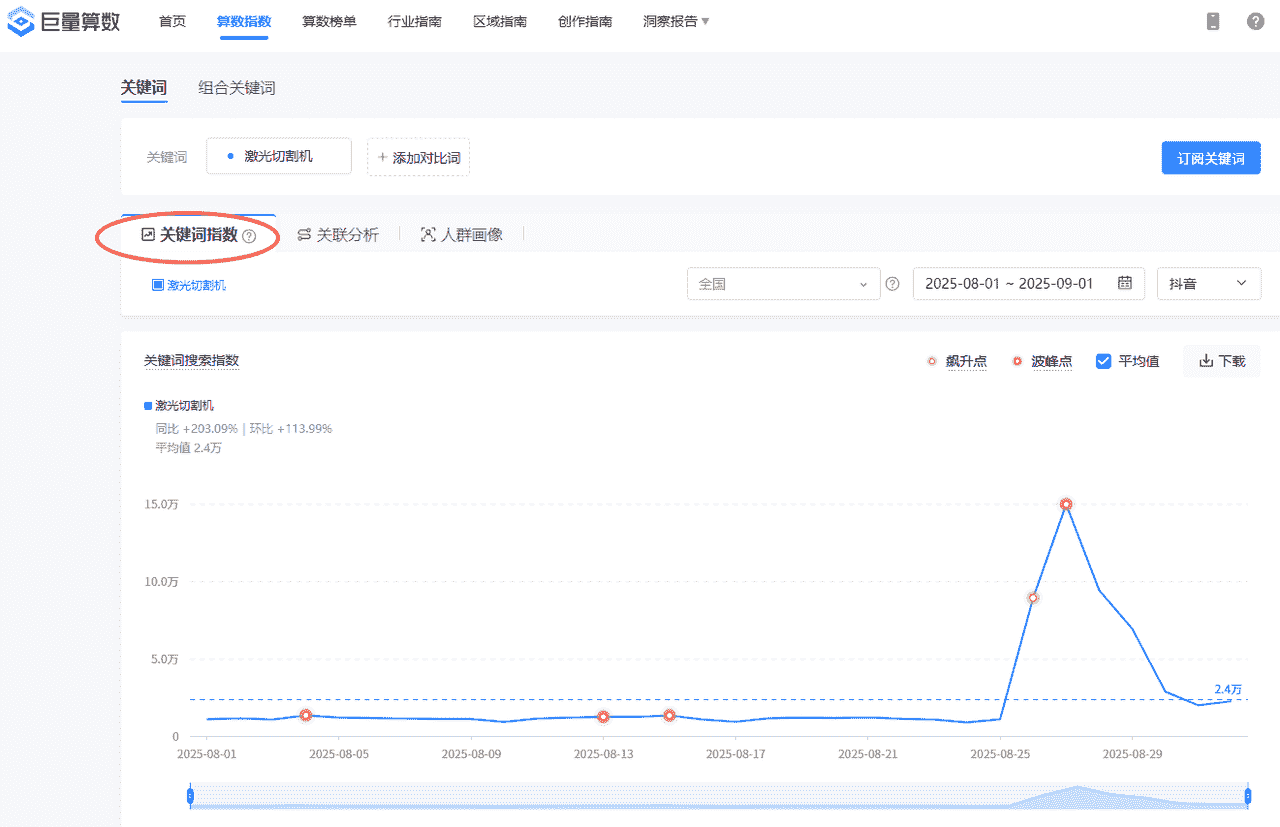 巨量算数 首页 算数指数 算数榜单 行业指南 区域指南 创作指南 洞察报告 ▼ ?
关键词 组合关键词
关键词 激光切割机 + 添加对比词 订阅关键词
关键词指数 ? 关联分析 人群画像
激光切割机 全国 ? 2025-08-01 ~ 2025-09-01 抖音
关键词搜索指数 飙升点 波峰点 平均值 下载
激光切割机
同比 +203.09% | 环比 +113.99%
平均值 2.4万
15.0万
10.0万
5.0万
2.4万
0
2025-08-01 2025-08-05 2025-08-09 2025-08-13 2025-08-17 2025-08-21 2025-08-25 2025-08-29